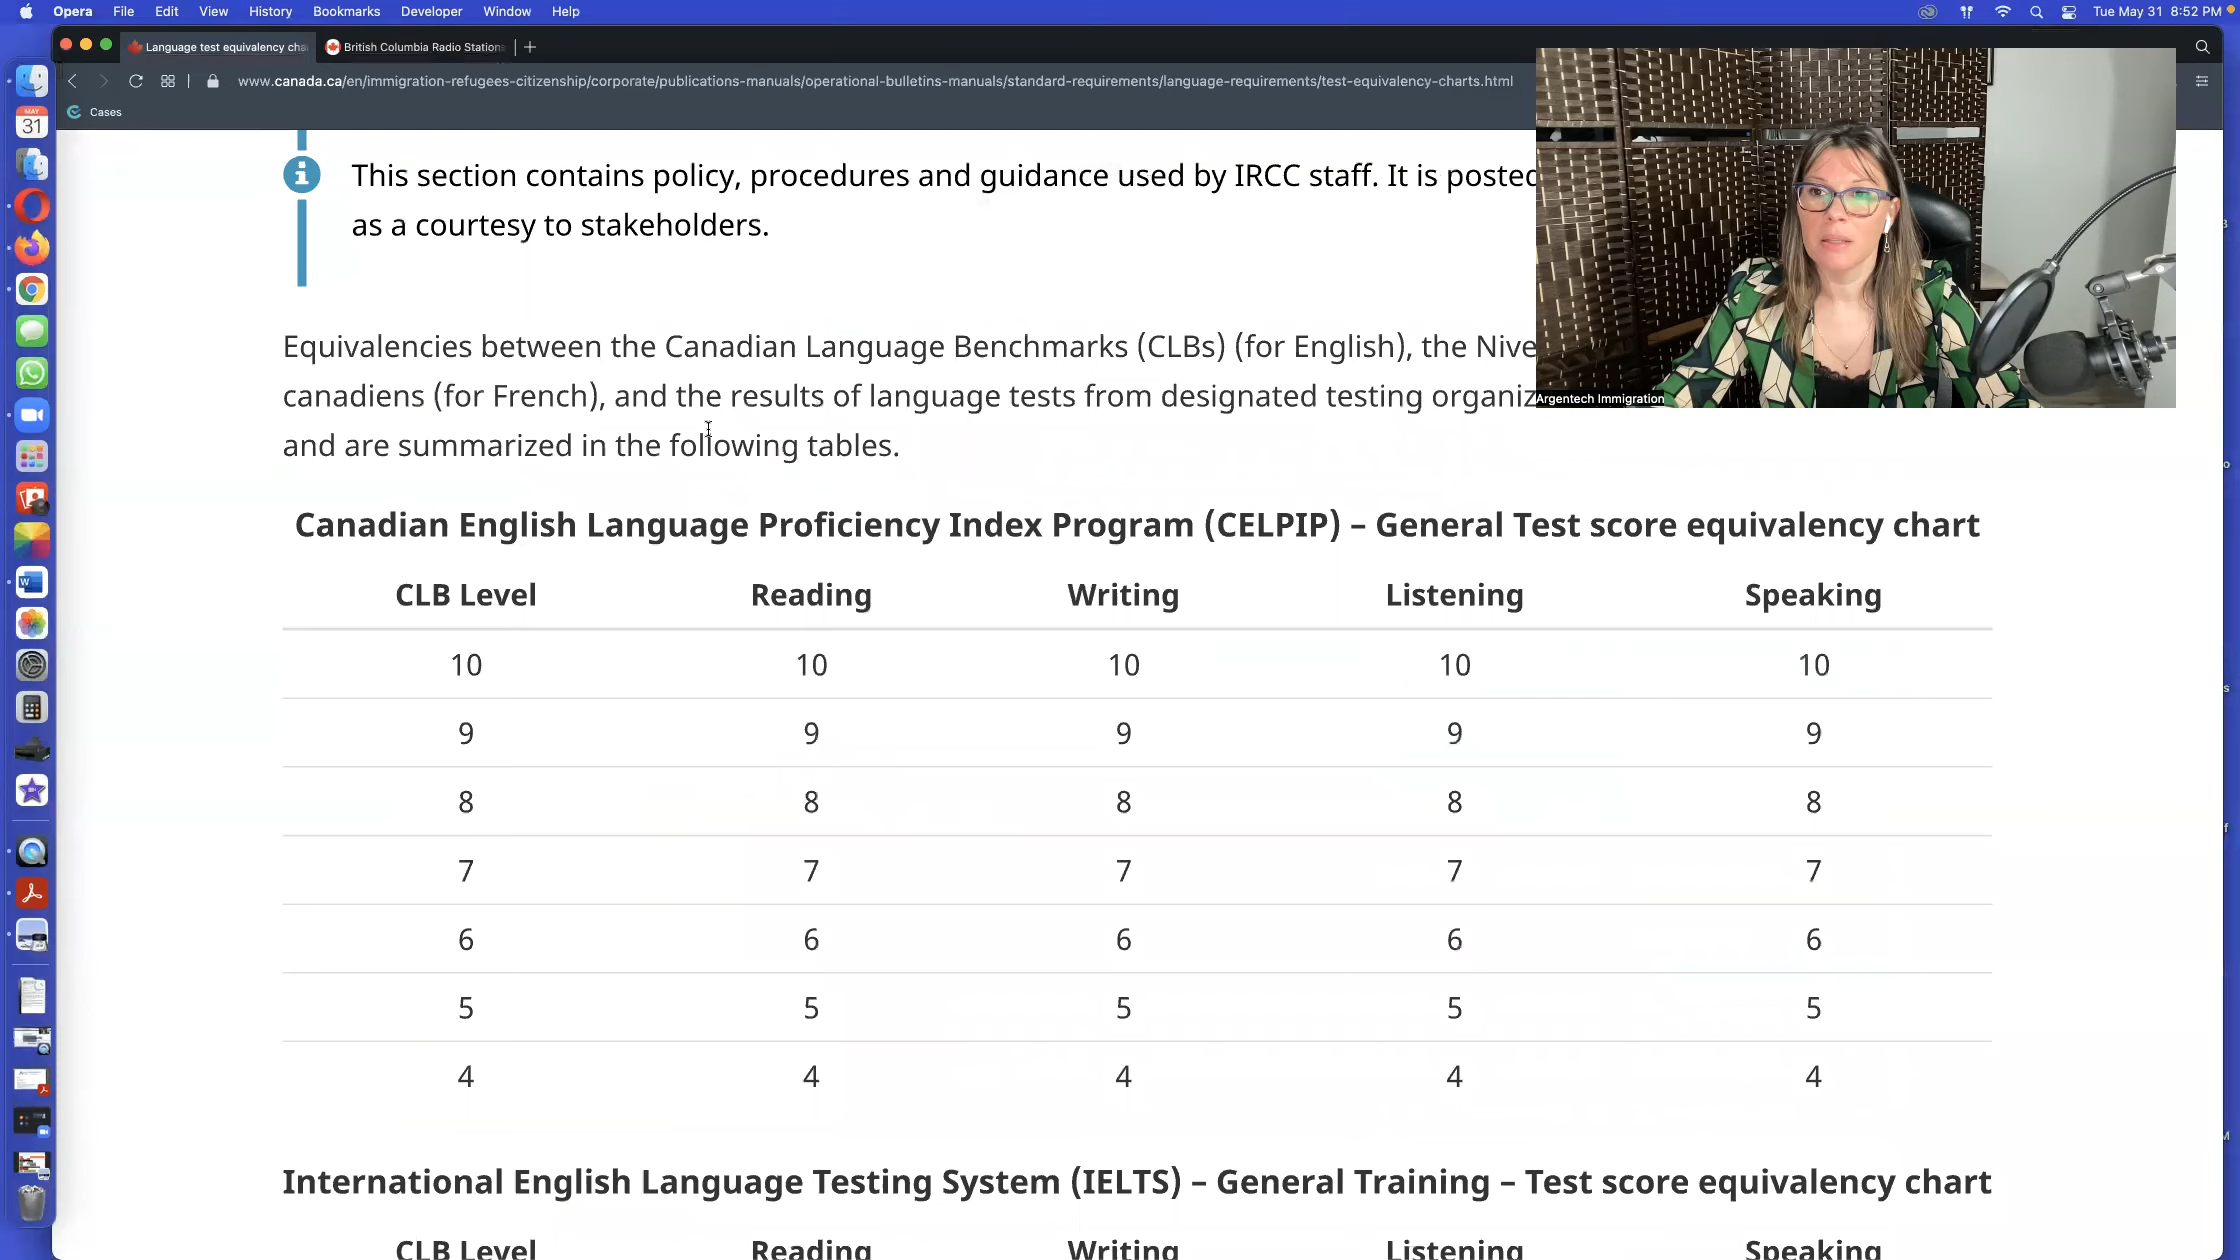 Opera File Edit View History Bookmarks Developer Window Help
Tue May 31 8:52 PM
MAY
31
Language test equivalency cha
British Columbia Radio Stations
www.canada.ca/en/immigration-refugees-citizenship/corporate/publications-manuals/operational-bulletins-manuals/standard-requirements/language-requirements/test-equivalency-charts.html
Cases
This section contains policy, procedures and guidance used by IRCC staff. It is posted
as a courtesy to stakeholders.
Equivalencies between the Canadian Language Benchmarks (CLBs) (for English), the Nive
canadiens (for French), and the results of language tests from designated testing organiz
and are summarized in the following tables.
Argentech Immigration
Canadian English Language Proficiency Index Program (CELPIP) – General Test score equivalency chart
CLB Level Reading Writing Listening Speaking
10 10 10 10 10
9 9 9 9 9
8 8 8 8 8
7 7 7 7 7
6 6 6 6 6
5 5 5 5 5
4 4 4 4 4
International English Language Testing System (IELTS) – General Training – Test score equivalency chart
CLB Level Reading Writing Listening Speaking